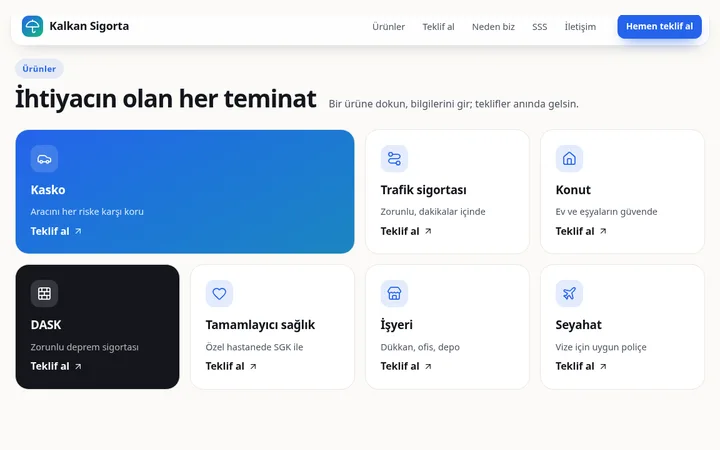 Kalkan Sigorta
Ürünler
Teklif al
Neden biz
SSS
İletişim
Hemen teklif al
Ürünler
İhtiyacın olan her teminat
Bir ürüne dokun, bilgilerini gir; teklifler anında gelsin.
Kasko
Aracını her riske karşı koru
Teklif al
Trafik sigortası
Zorunlu, dakikalar içinde
Teklif al
Konut
Ev ve eşyaların güvende
Teklif al
DASK
Zorunlu deprem sigortası
Teklif al
Tamamlayıcı sağlık
Özel hastanede SGK ile
Teklif al
İşyeri
Dükkan, ofis, depo
Teklif al
Seyahat
Vize için uygun poliçe
Teklif al